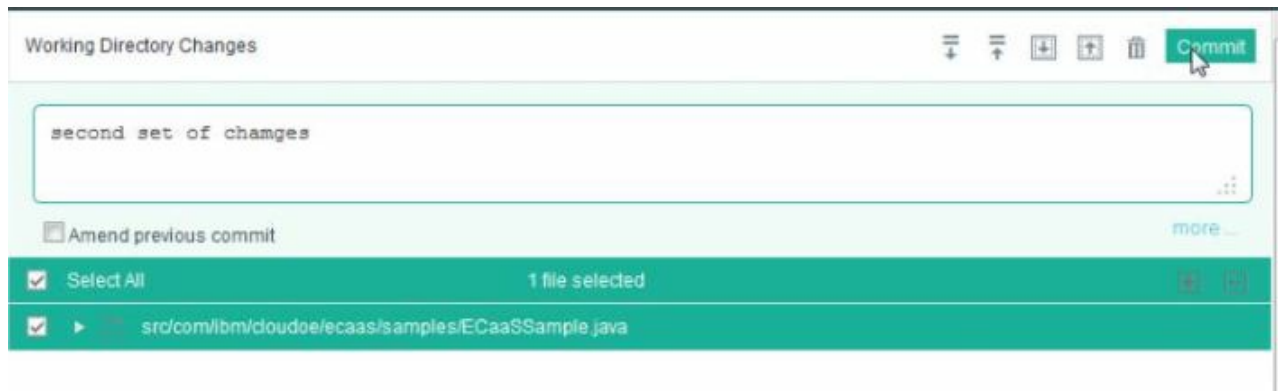 Working Directory Changes
Commit
second set of chamges
Amend previous commit
more ...
Select All 1 file selected
src/com/ibm/cloudoe/ecaas/samples/ECaaSSample.java